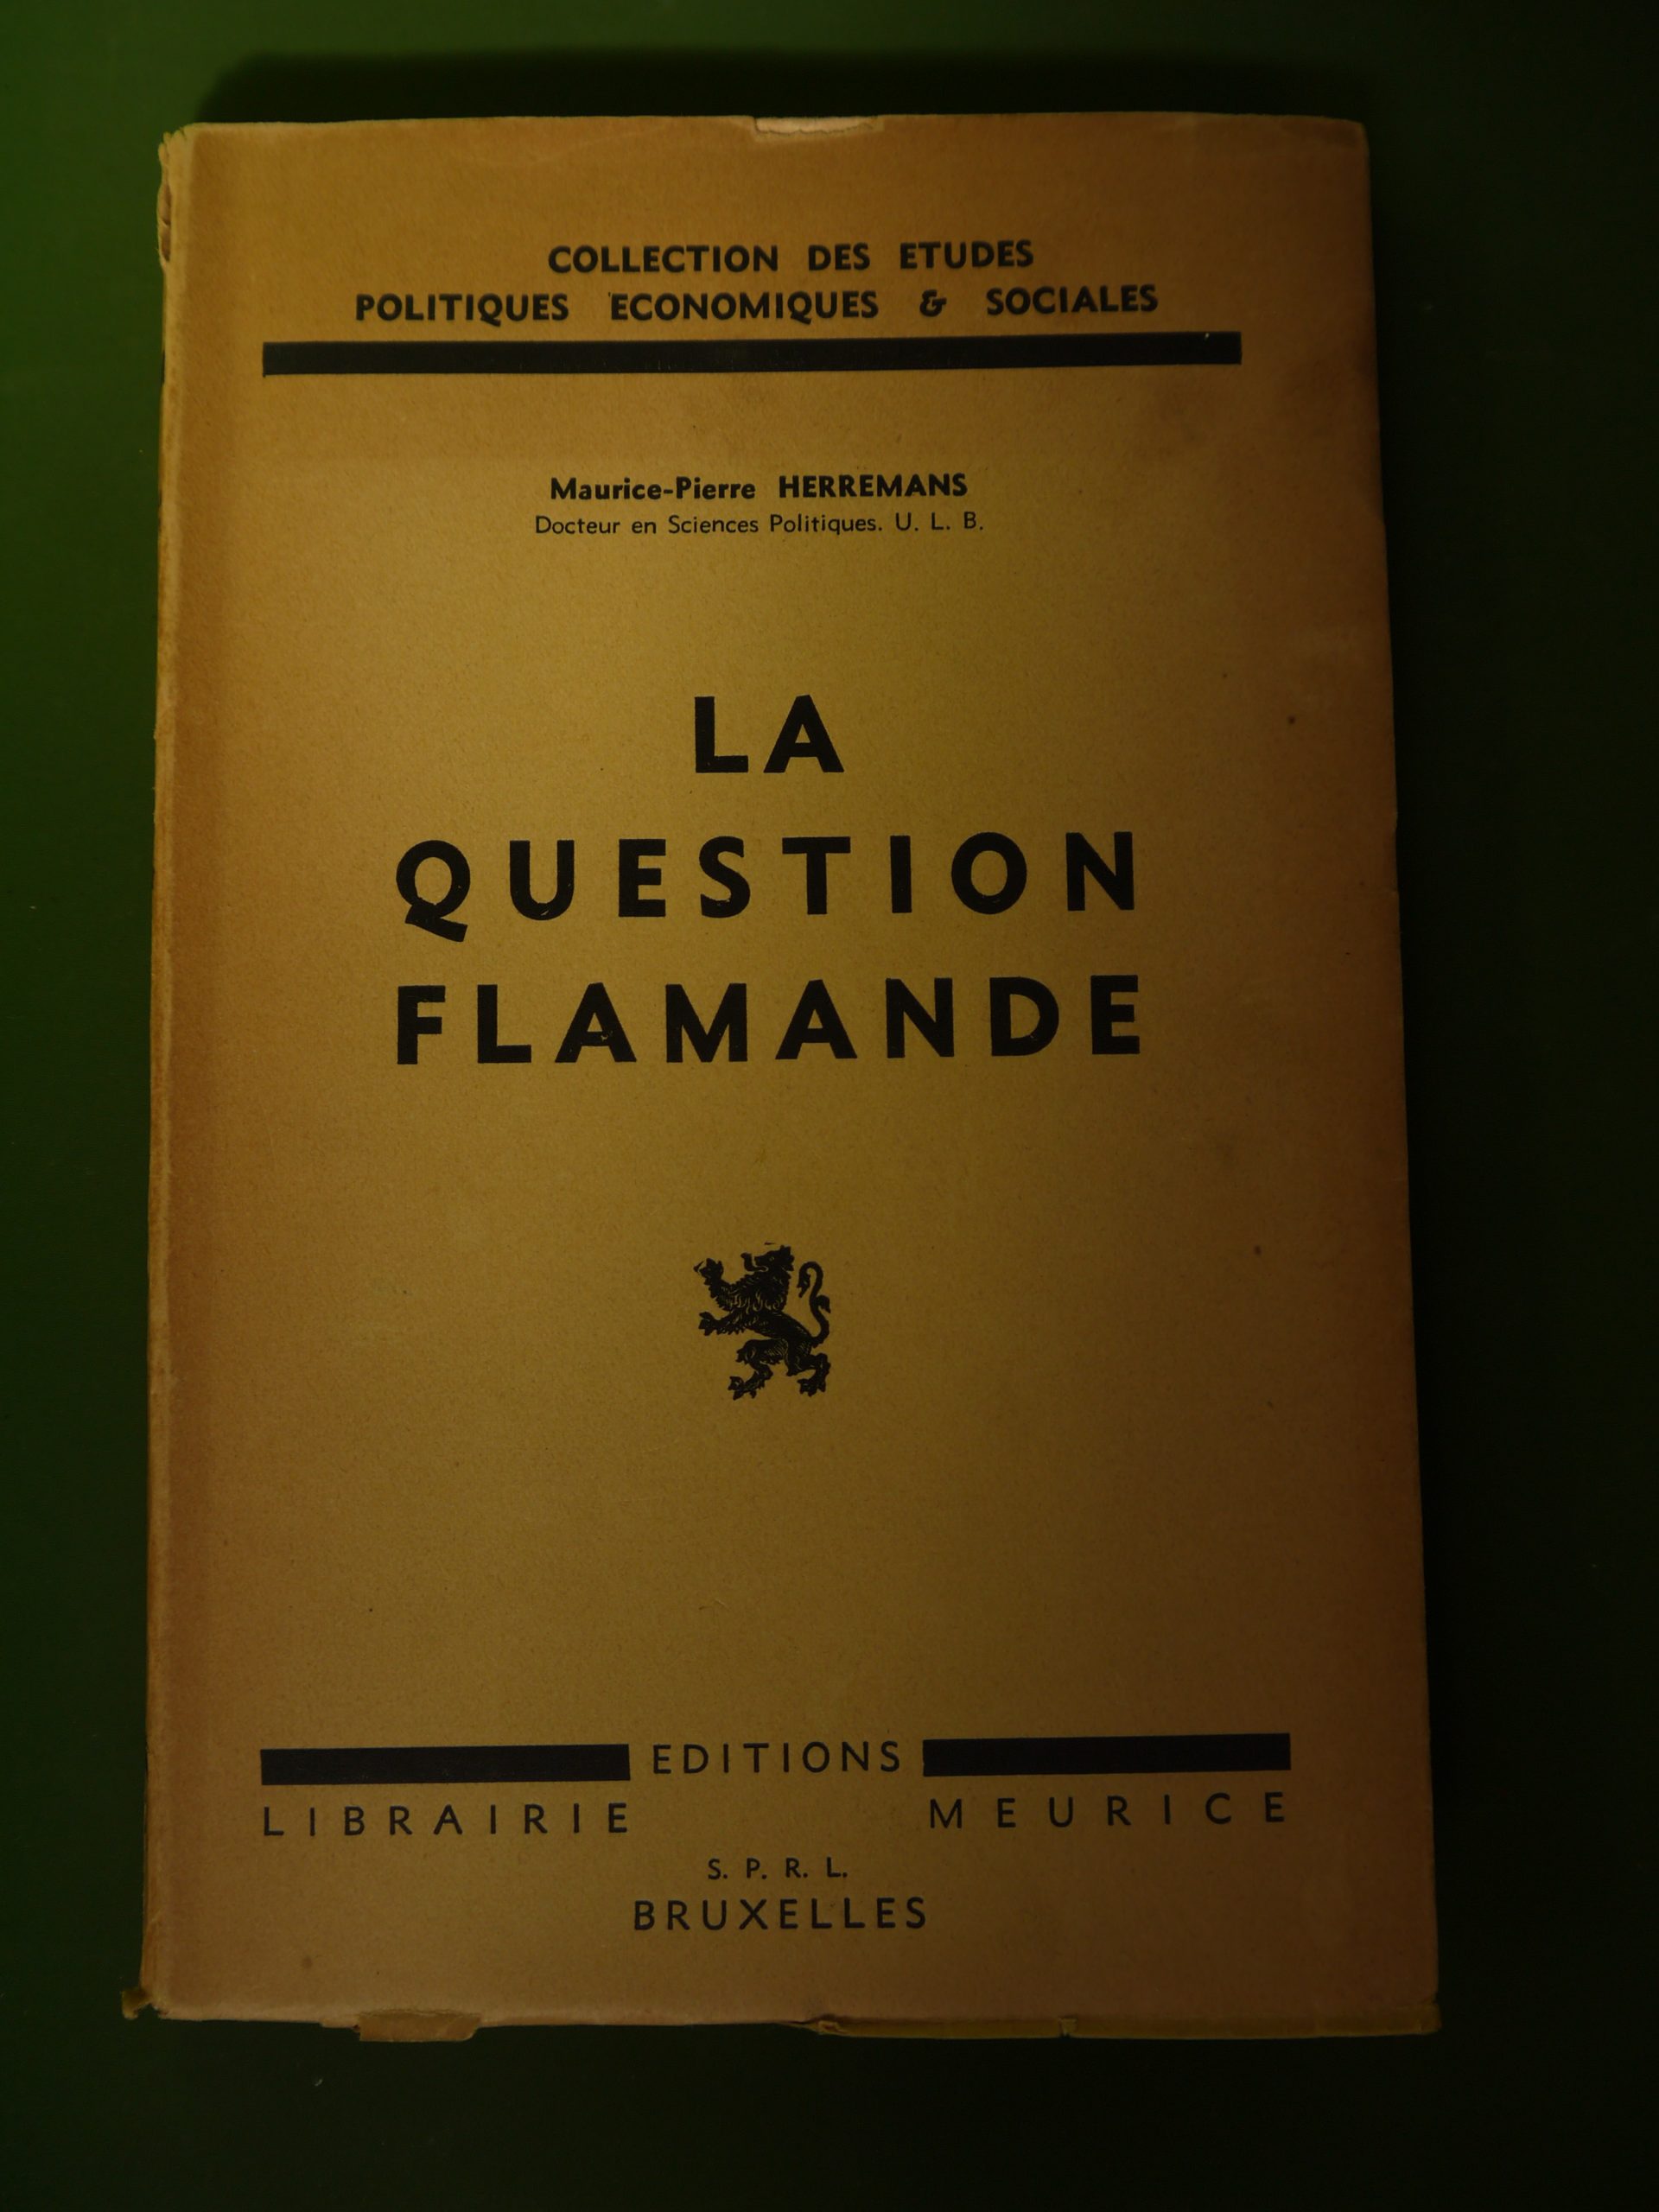 COLLECTION DES ETUDES
POLITIQUES ECONOMIQUES & SOCIALES
Maurice-Pierre HERREMANS
Docteur en Sciences Politiques. U. L. B.
LA
QUESTION
FLAMANDE
EDITIONS
LIBRAIRIE MEURICE
S. P. R. L.
BRUXELLES